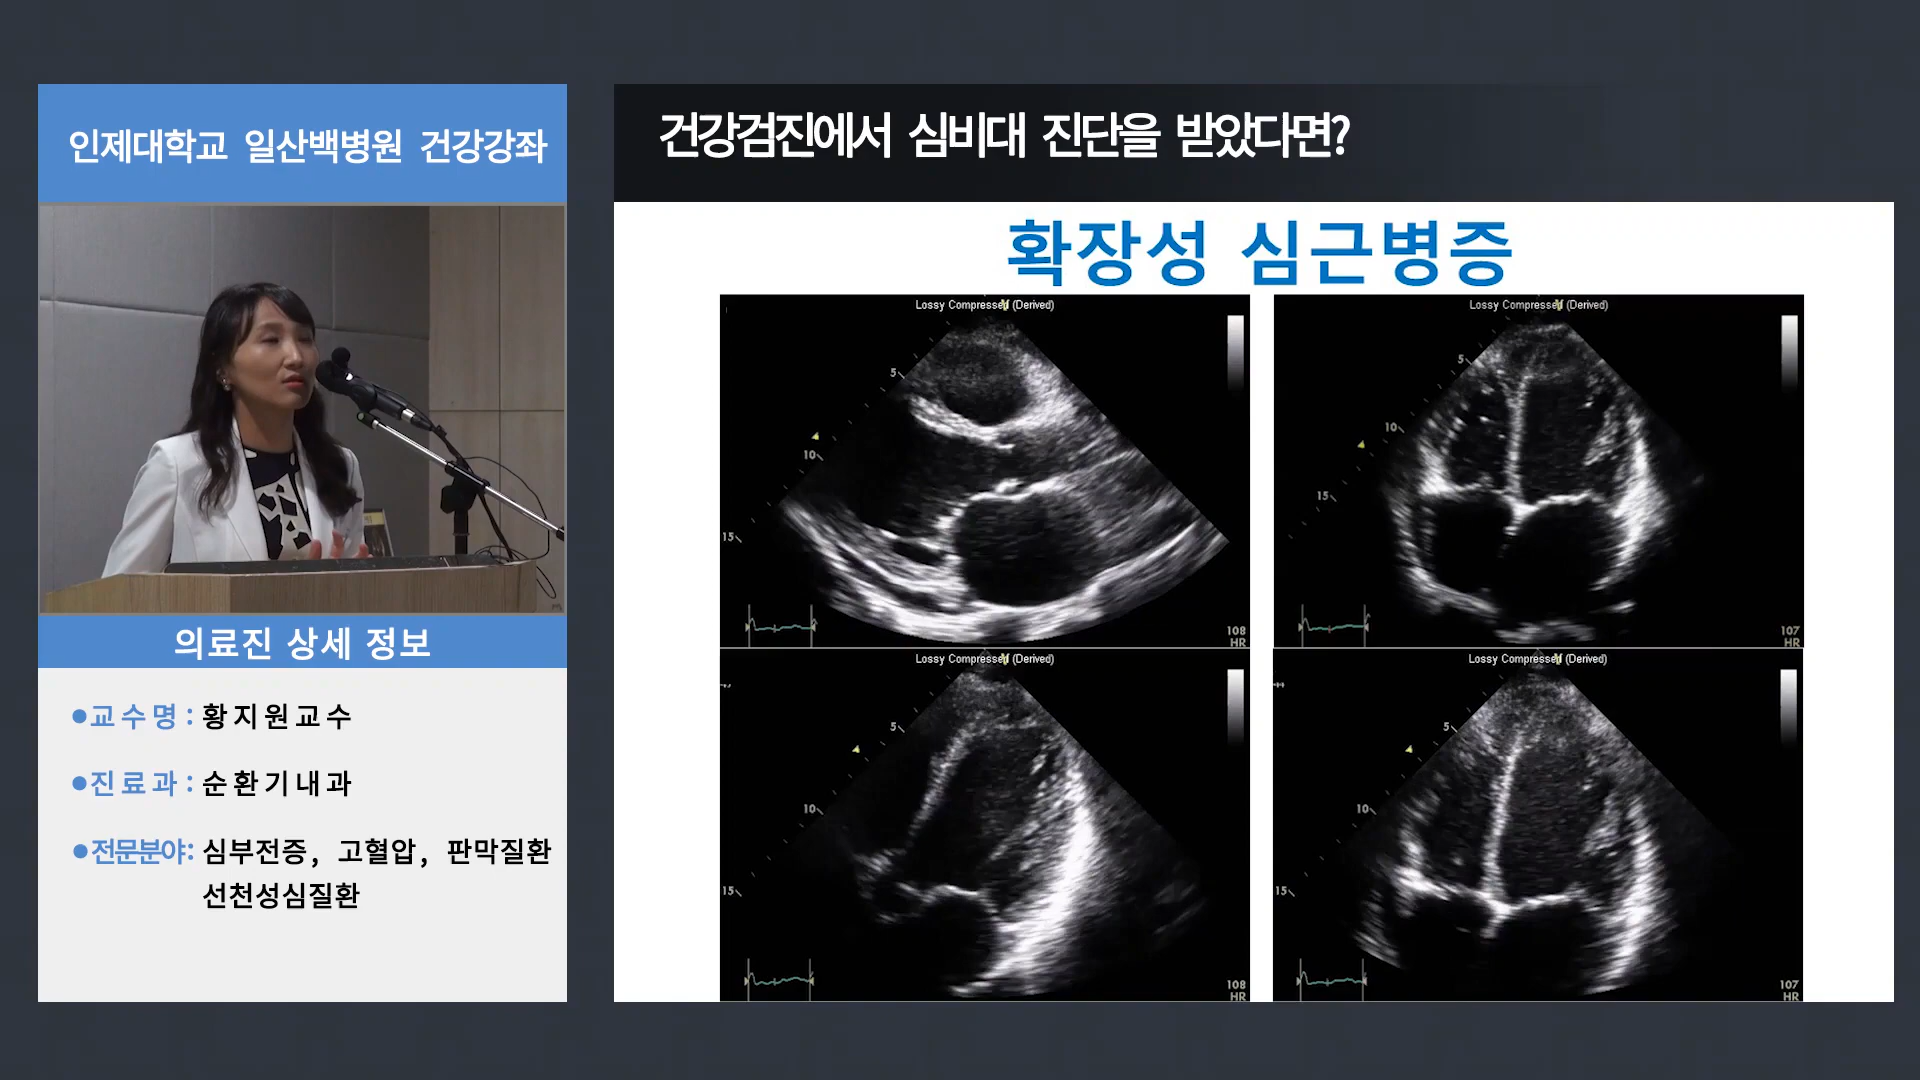 인제대학교 일산백병원 건강강좌
의료진 상세 정보
●교수명: 황지원교수
●진료과: 순환기내과
●전문분야: 심부전증, 고혈압, 판막질환
선천성심질환
건강검진에서 심비대 진단을 받았다면?
확장성 심근병증
Lossy Compressed (Derived)
5
10
15
108
HR
Lossy Compressed (Derived)
5
10
15
107
HR
Lossy Compressed (Derived)
5
10
15
108
HR
Lossy Compressed (Derived)
5
10
15
107
HR